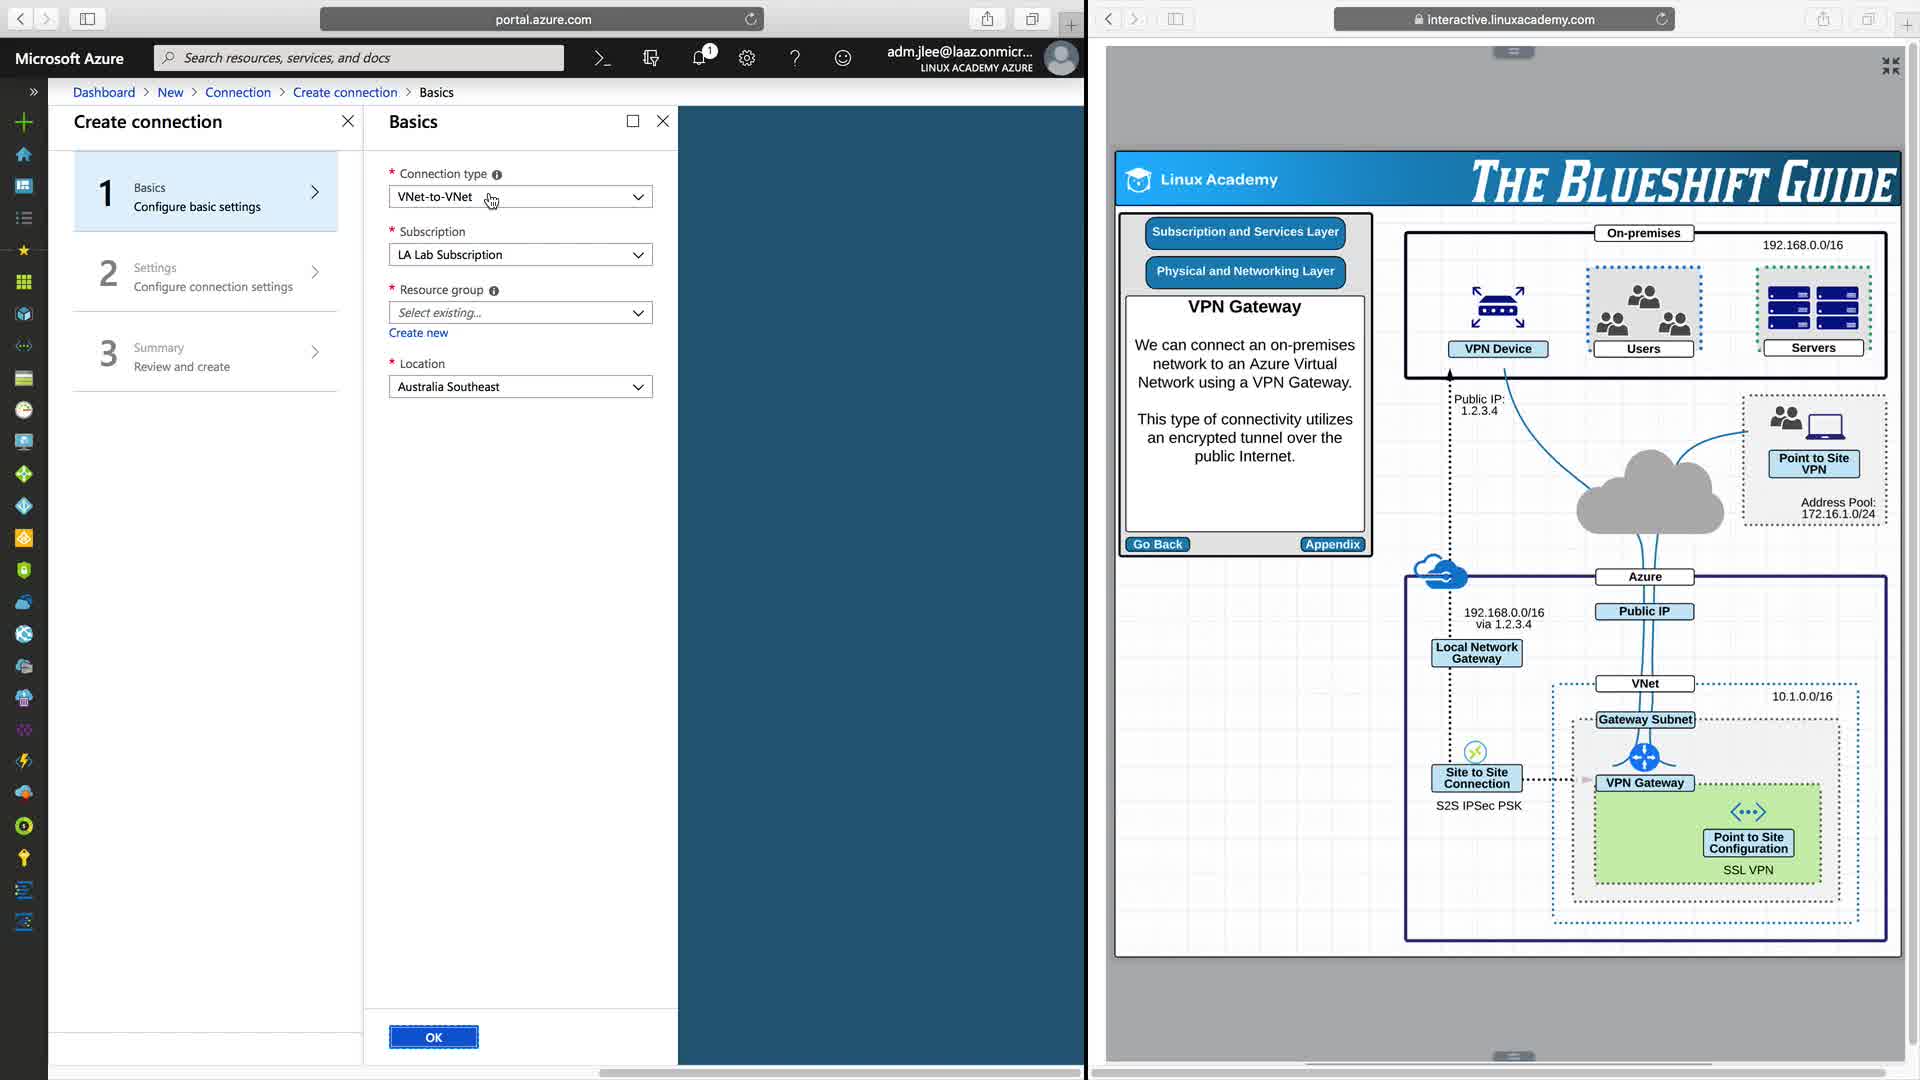 portal.azure.com
Microsoft Azure
Search resources, services, and docs
1
adm.jlee@laaz.onmicr...
LINUX ACADEMY AZURE
Dashboard > New > Connection > Create connection > Basics
Create connection
1
Basics
Configure basic settings
2
Settings
Configure connection settings
3
Summary
Review and create
Basics
* Connection type
VNet-to-VNet
* Subscription
LA Lab Subscription
* Resource group
Select existing...
Create new
* Location
Australia Southeast
OK
interactive.linuxacademy.com
Linux Academy
THE BLUESHIFT GUIDE
Subscription and Services Layer
Physical and Networking Layer
VPN Gateway
We can connect an on-premises
network to an Azure Virtual
Network using a VPN Gateway.
This type of connectivity utilizes
an encrypted tunnel over the
public Internet.
Go Back
Appendix
On-premises
192.168.0.0/16
VPN Device
Users
Servers
Public IP:
1.2.3.4
Point to Site
VPN
Address Pool:
172.16.1.0/24
Azure
Public IP
192.168.0.0/16
via 1.2.3.4
Local Network
Gateway
VNet
10.1.0.0/16
Gateway Subnet
Site to Site
Connection
S2S IPSec PSK
VPN Gateway
Point to Site
Configuration
SSL VPN